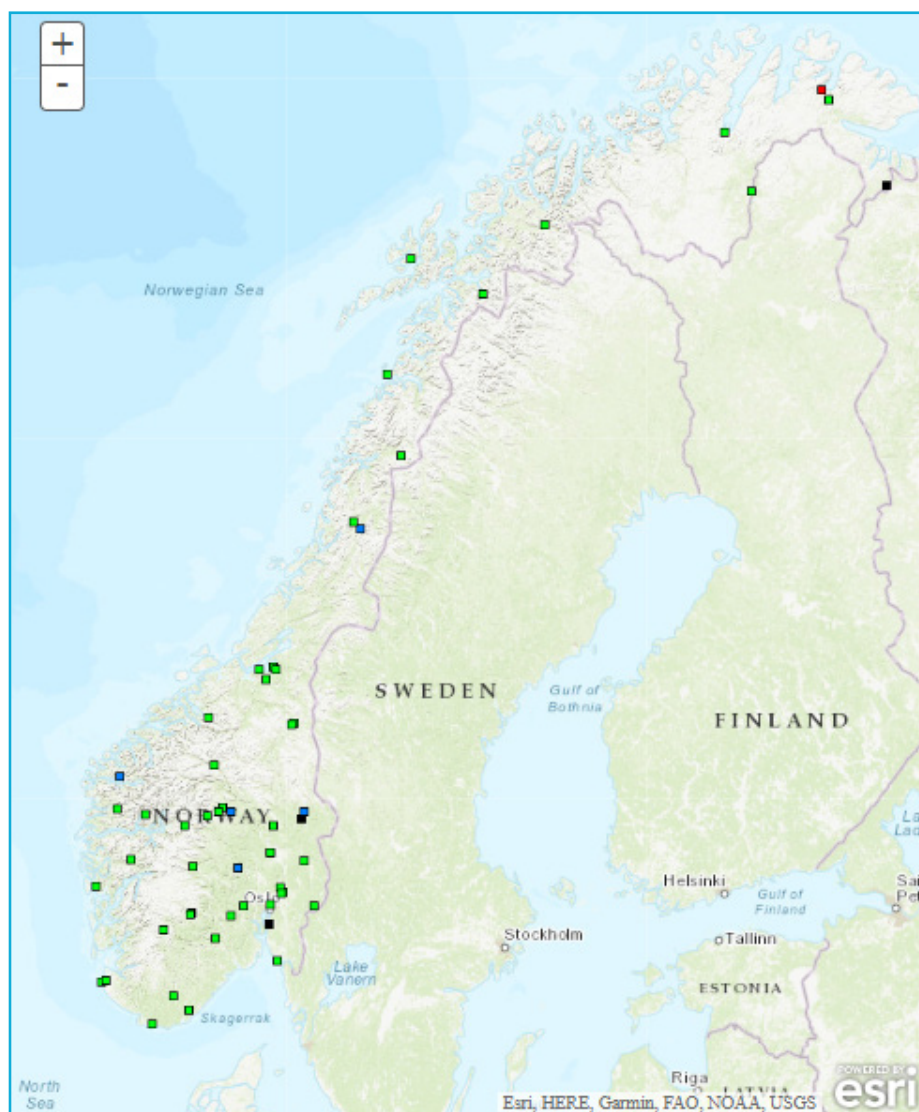 +
-
Norwegian Sea
SWEDEN
Gulf of
Bothnia
FINLAND
NORWAY
Oslo
Helsinki
Gulf of
Finland
Stockholm
Tallinn
Lake
Vanern
ESTONIA
Skagerrak
North
Sea
Riga
LATVIA
POWERED BY
esri
Esri, HERE, Garmin, FAO, NOAA, USGS